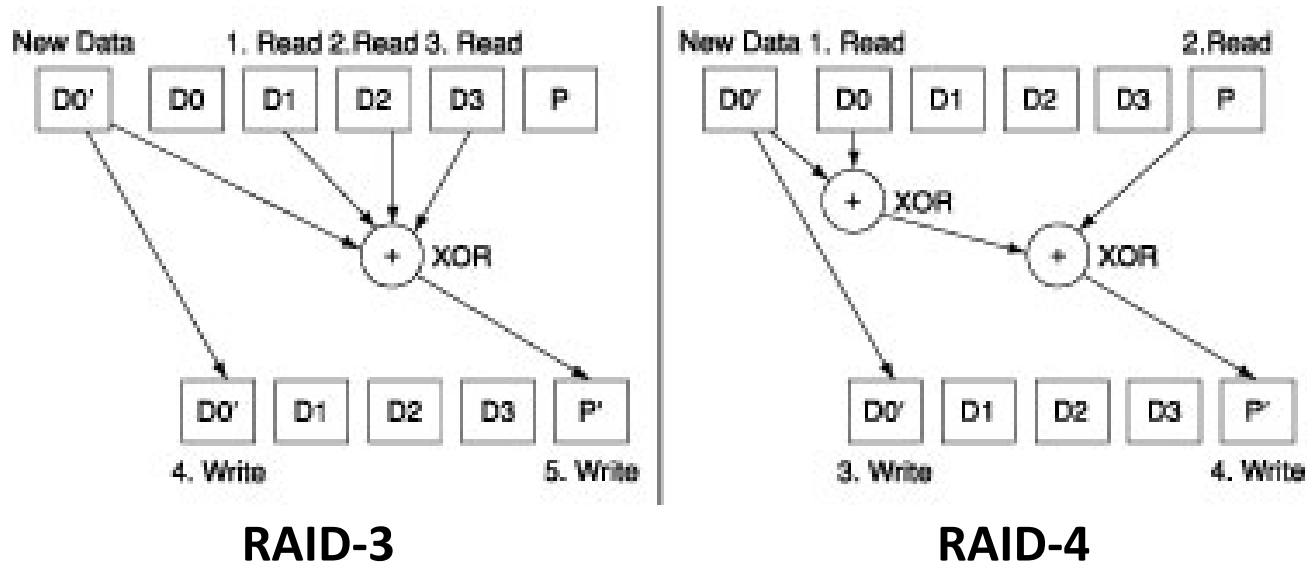 New Data 1. Read 2.Read 3. Read
D0' D0 D1 D2 D3 P
+ XOR
D0' D1 D2 D3 P'
4. Write 5. Write
RAID-3
New Data 1. Read 2.Read
D0' D0 D1 D2 D3 P
+ XOR
+ XOR
D0' D1 D2 D3 P'
3. Write 4. Write
RAID-4